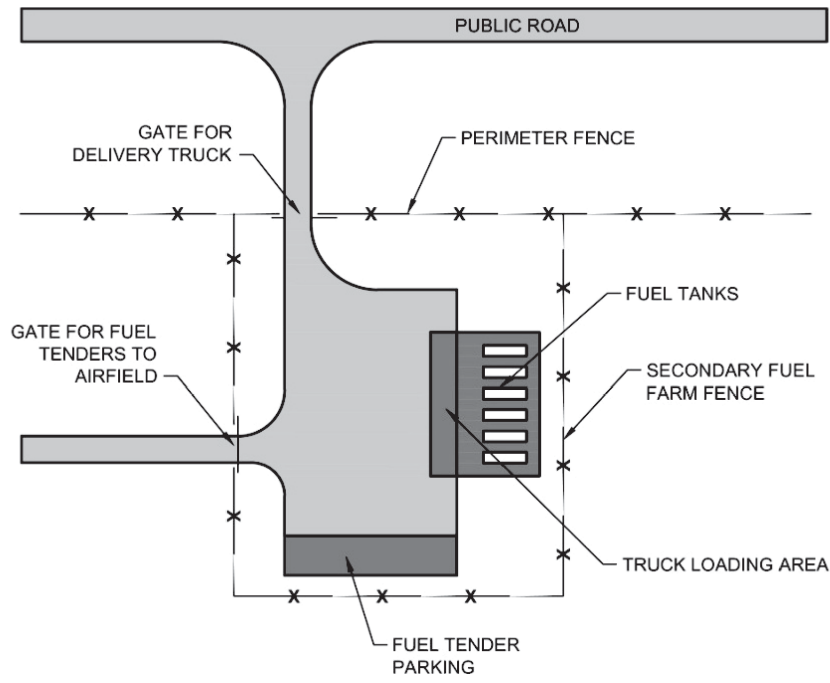 PUBLIC ROAD
GATE FOR
DELIVERY TRUCK
PERIMETER FENCE
FUEL TANKS
GATE FOR FUEL
TENDERS TO
AIRFIELD
SECONDARY FUEL
FARM FENCE
TRUCK LOADING AREA
FUEL TENDER
PARKING